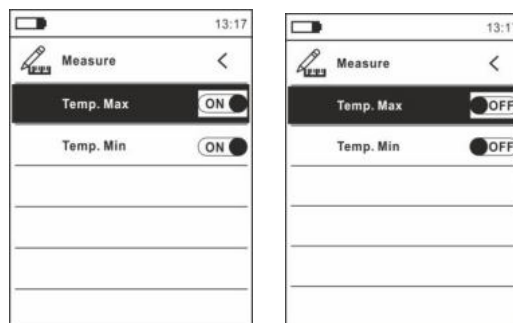 13:17
Measure
Temp. Max ON
Temp. Min ON
13:17
Measure
Temp. Max OFF
Temp. Min OFF